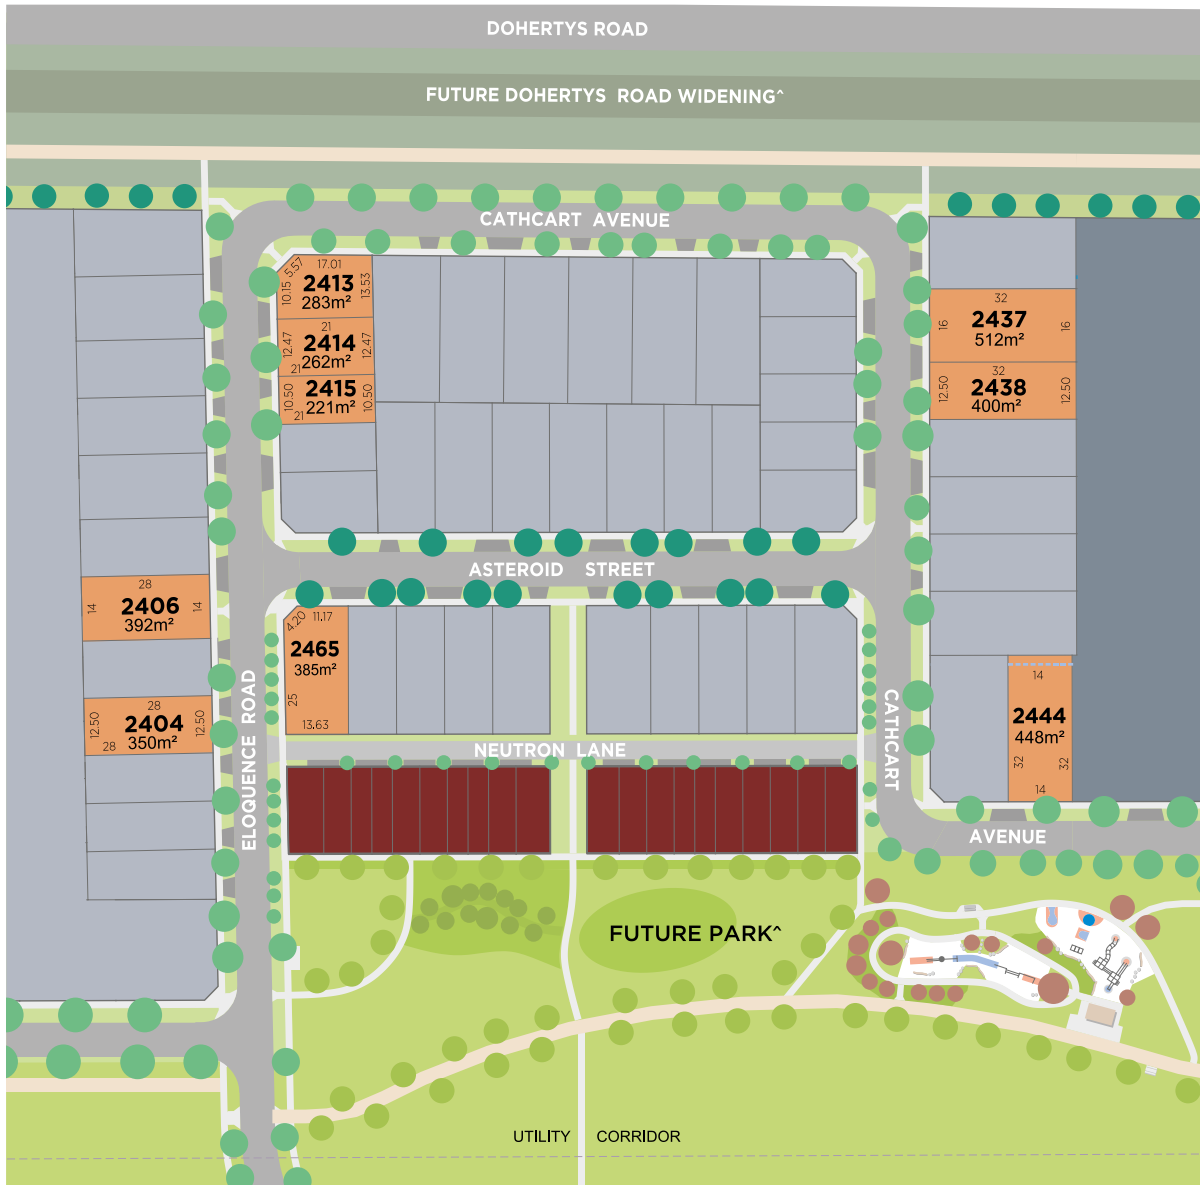 DOHERTYS ROAD
FUTURE DOHERTYS ROAD WIDENING^
CATHCART AVENUE
5.57
17.01
10.15
2413
13.53
283m²
21
12.47
2414
12.47
21
262m²
10.50
2415
10.50
21
221m²
32
16
2437
16
512m²
32
12.50
2438
12.50
400m²
ASTEROID STREET
28
14
2406
14
392m²
4.20
11.17
2465
385m²
25
13.63
28
12.50
2404
12.50
28
350m²
ELOQUENCE ROAD
NEUTRON LANE
CATHCART
14
2444
448m²
32
32
14
AVENUE
FUTURE PARK^
UTILITY CORRIDOR